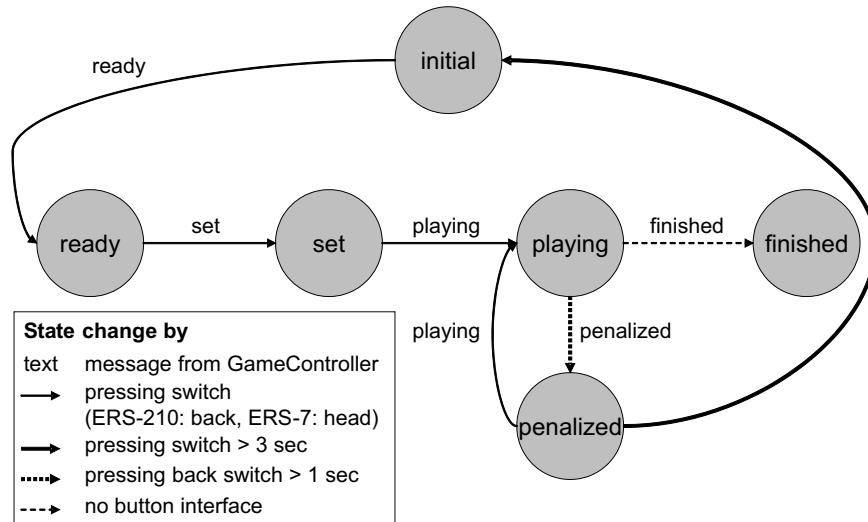 initial
ready
ready
set
set
playing
playing
finished
finished
playing
penalized
penalized
State change by
text message from GameController
pressing switch
(ERS-210: back, ERS-7: head)
pressing switch > 3 sec
pressing back switch > 1 sec
no button interface